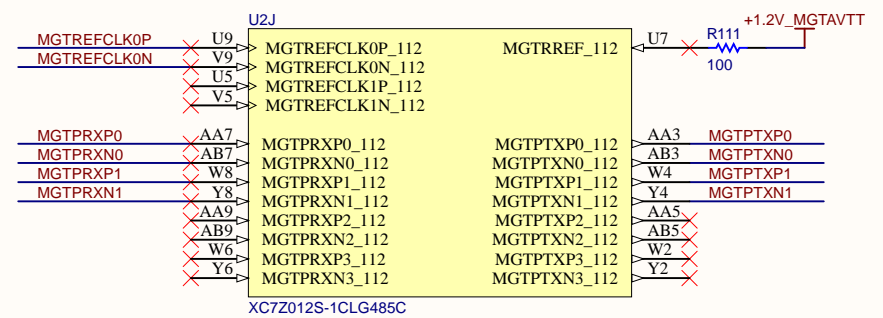 U2J
+1.2V_MGTAVTT
MGTREFCLK0P U9 MGTREFCLK0P_112 MGTRREF_112 U7 R111 100
MGTREFCLK0N V9 MGTREFCLK0N_112
U5 MGTREFCLK1P_112
V5 MGTREFCLK1N_112
MGTPRXP0 AA7 MGTPRXP0_112 MGTPTXP0_112 AA3 MGTPTXP0
MGTPRXN0 AB7 MGTPRXN0_112 MGTPTXN0_112 AB3 MGTPTXN0
MGTPRXP1 W8 MGTPRXP1_112 MGTPTXP1_112 W4 MGTPTXP1
MGTPRXN1 Y8 MGTPRXN1_112 MGTPTXN1_112 Y4 MGTPTXN1
AA9 MGTPRXP2_112 MGTPTXP2_112 AA5
AB9 MGTPRXN2_112 MGTPTXN2_112 AB5
W6 MGTPRXP3_112 MGTPTXP3_112 W2
Y6 MGTPRXN3_112 MGTPTXN3_112 Y2
XC7Z012S-1CLG485C